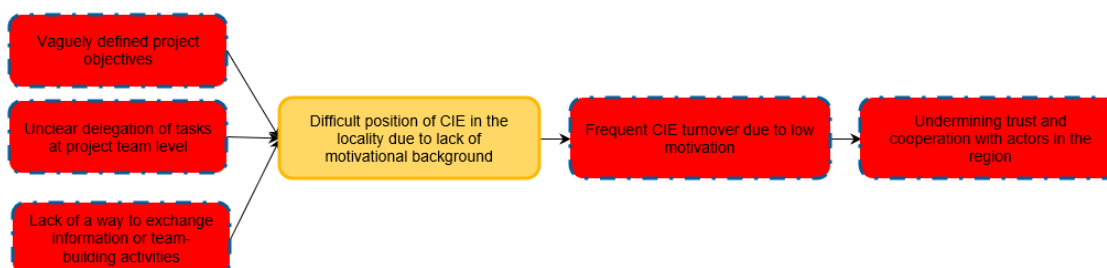 Vaguely defined project
objectives
Unclear delegation of tasks
at project team level
Lack of a way to exchange
information or team-
building activities
Difficult position of CIE in the
locality due to lack of
motivational background
Frequent CIE turnover due to low
motivation
Undermining trust and
cooperation with actors in the
region